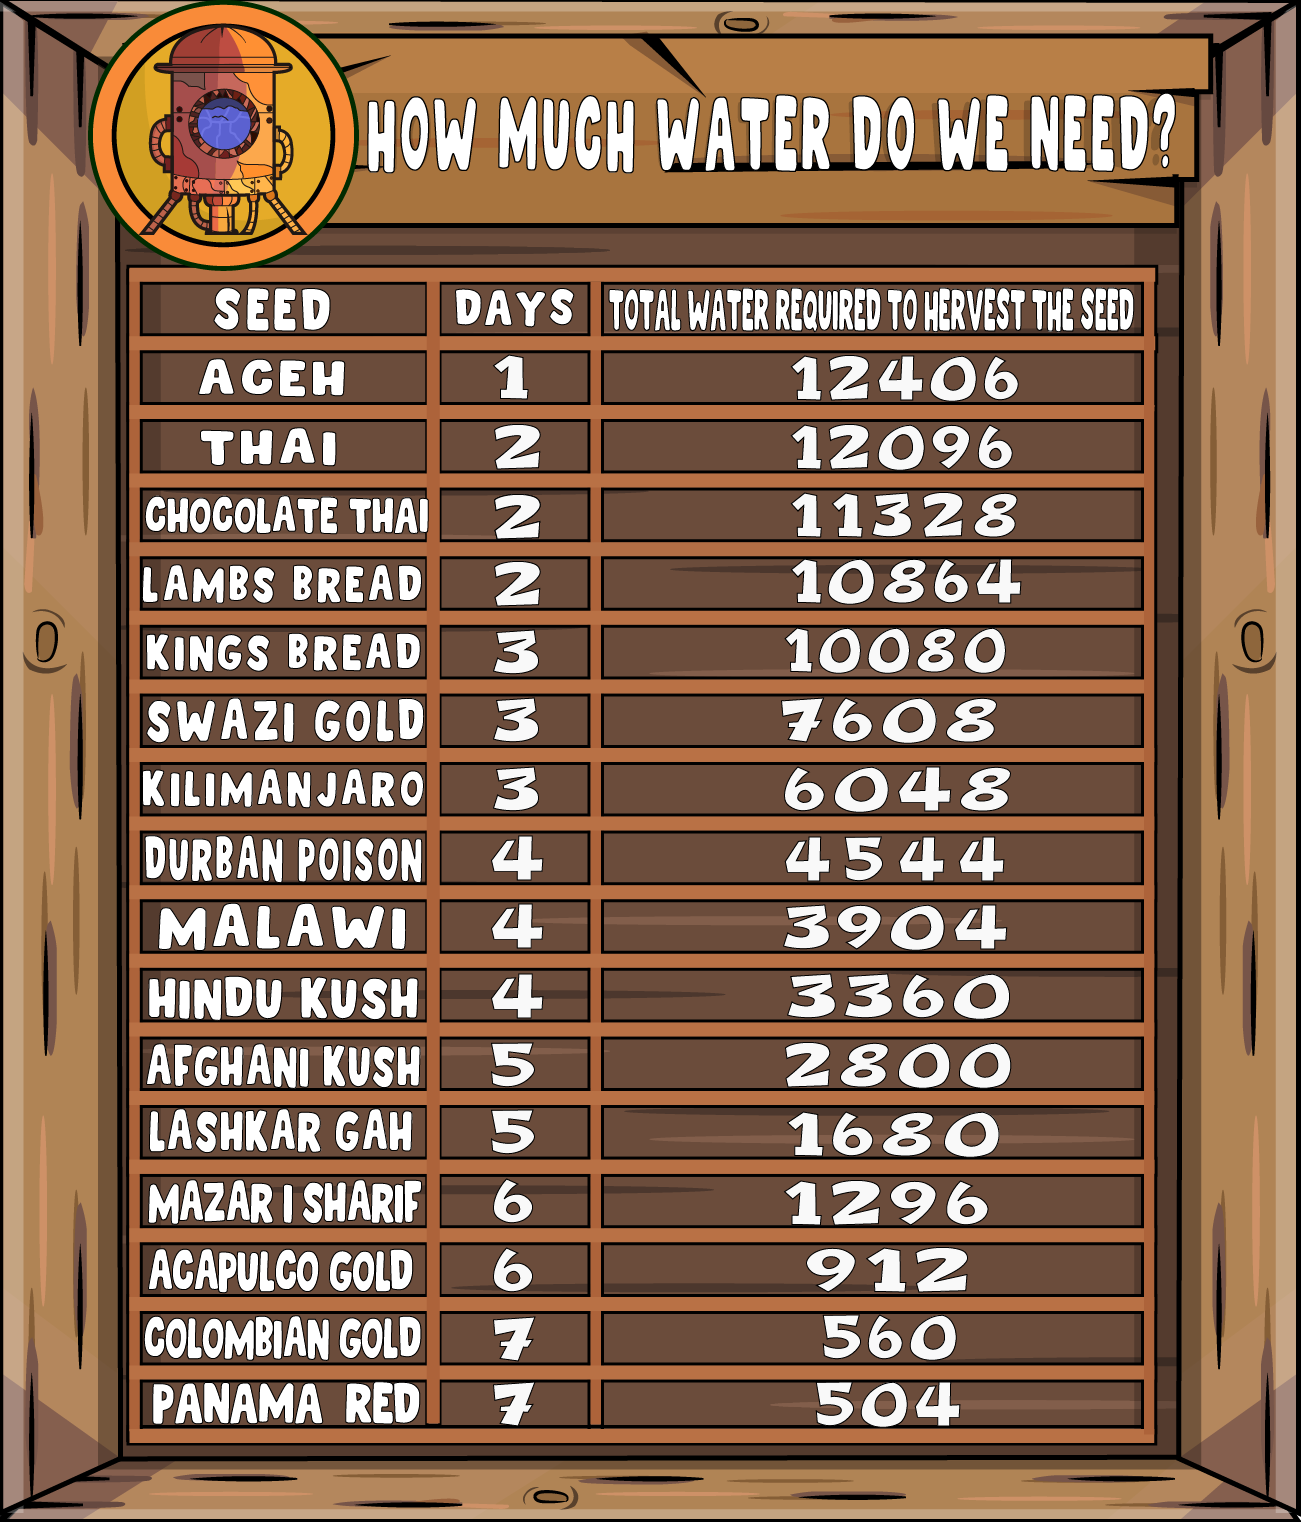 HOW MUCH WATER DO WE NEED?
SEED DAYS TOTAL WATER REQUIRED TO HERVEST THE SEED
ACEH 1 12406
THAI 2 12096
CHOCOLATE THAI 2 11328
LAMBS BREAD 2 10864
KINGS BREAD 3 10080
SWAZI GOLD 3 7608
KILIMANJARO 3 6048
DURBAN POISON 4 4544
MALAWI 4 3904
HINDU KUSH 4 3360
AFGHANI KUSH 5 2800
LASHKAR GAH 5 1680
MAZAR I SHARIF 6 1296
ACAPULCO GOLD 6 912
COLOMBIAN GOLD 7 560
PANAMA RED 7 504